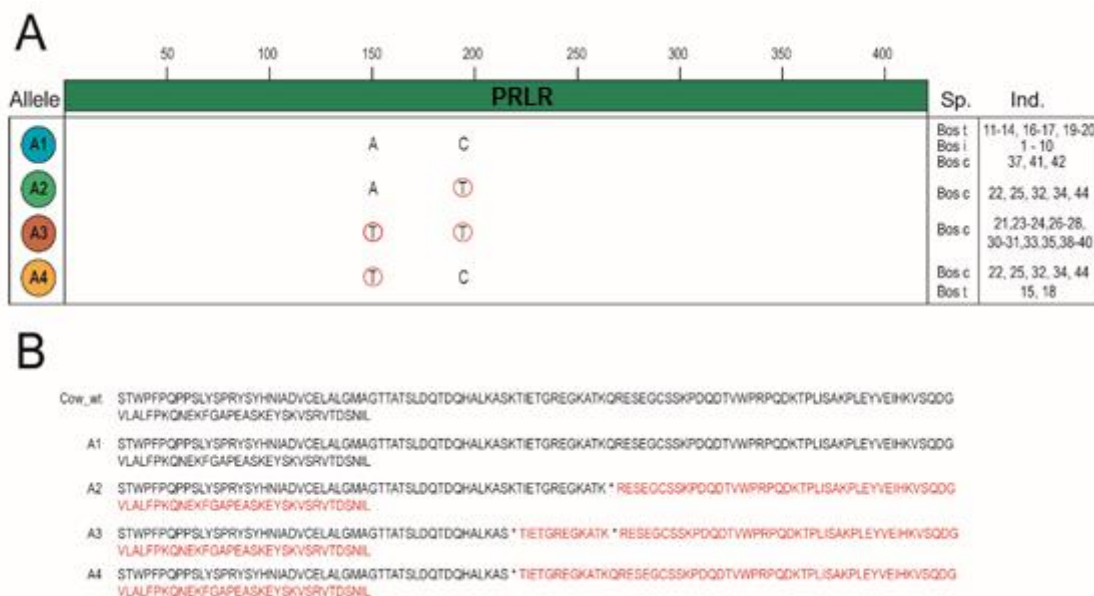 A
50 100 150 200 250 300 350 400
Allele PRLR Sp. Ind.
A1 A C Bos t 11-14, 16-17, 19-20
Bos i 1 - 10
Bos c 37, 41, 42
A2 A T Bos c 22, 25, 32, 34, 44
A3 T T Bos c 21,23-24,26-28,
30-31,33,35,38-40
A4 T C Bos c 22, 25, 32, 34, 44
Bos t 15, 18
B
Cow_wt STWPFPQPPSLYSPRYSYHNIADVCELALGMAGTTATSLDQTDQHALKASKTIETGREGKATKQRESEGCSSKPDQDTVWPRPQDKTPLISAKPLEYVEIHKVSQDG
VLALFPKQNEKFGAPEASKEYSKVSRVTDSNIL
A1 STWPFPQPPSLYSPRYSYHNIADVCELALGMAGTTATSLDQTDQHALKASKTIETGREGKATKQRESEGCSSKPDQDTVWPRPQDKTPLISAKPLEYVEIHKVSQDG
VLALFPKQNEKFGAPEASKEYSKVSRVTDSNIL
A2 STWPFPQPPSLYSPRYSYHNIADVCELALGMAGTTATSLDQTDQHALKASKTIETGREGKATK*RESEGCSSKPDQDTVWPRPQDKTPLISAKPLEYVEIHKVSQDG
VLALFPKQNEKFGAPEASKEYSKVSRVTDSNIL
A3 STWPFPQPPSLYSPRYSYHNIADVCELALGMAGTTATSLDQTDQHALKAS*TIETGREGKATK*RESEGCSSKPDQDTVWPRPQDKTPLISAKPLEYVEIHKVSQDG
VLALFPKQNEKFGAPEASKEYSKVSRVTDSNIL
A4 STWPFPQPPSLYSPRYSYHNIADVCELALGMAGTTATSLDQTDQHALKAS*TIETGREGKATKQRESEGCSSKPDQDTVWPRPQDKTPLISAKPLEYVEIHKVSQDG
VLALFPKQNEKFGAPEASKEYSKVSRVTDSNIL